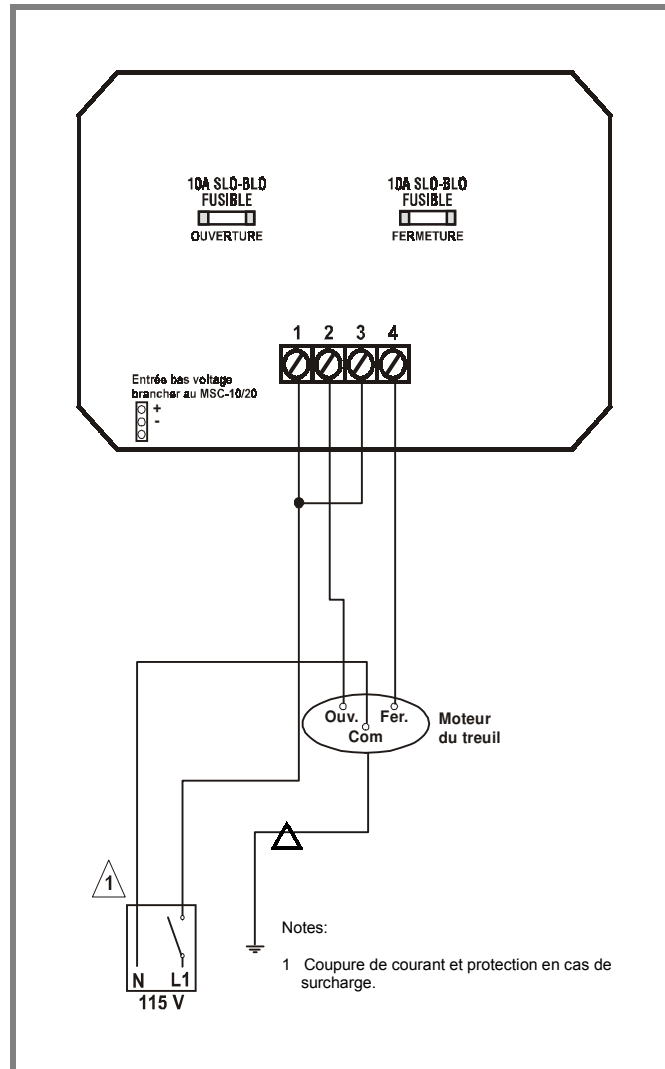 10A SLO-BLO
FUSIBLE
OUVERTURE
10A SLO-BLO
FUSIBLE
FERMETURE
1 2 3 4
Entrée bas voltage
brancher au MSC-10/20
+
-
Ouv. Fer.
Com
Moteur
du treuil
1
N L1
115 V
Notes:
1 Coupure de courant et protection en cas de
surcharge.